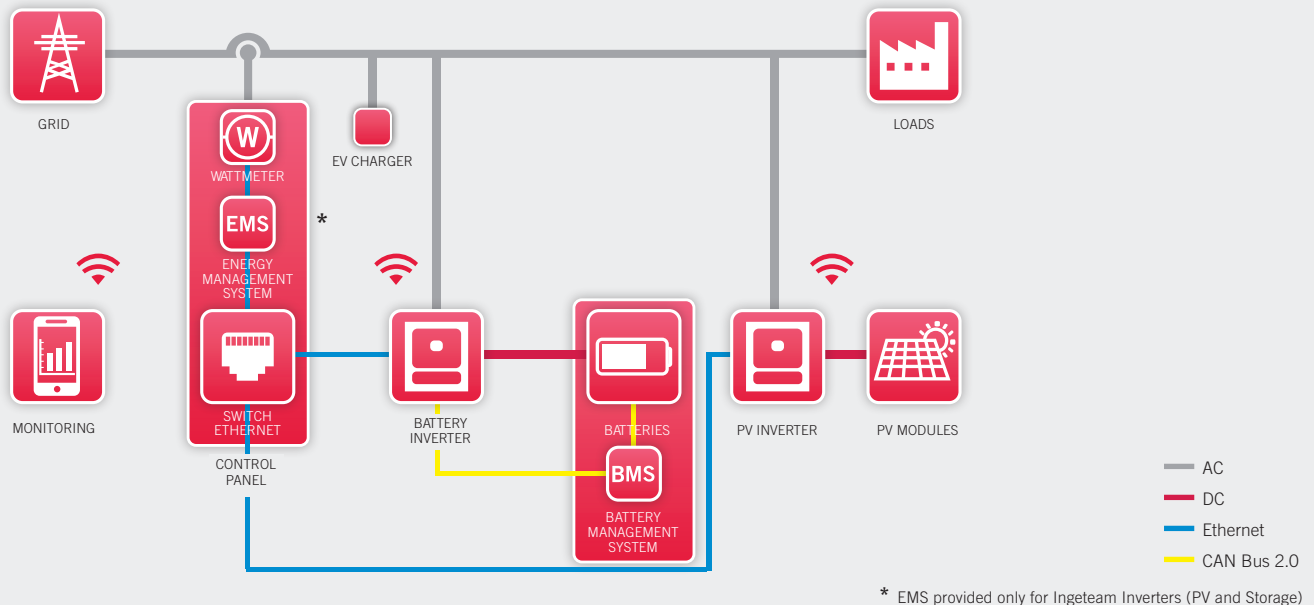 GRID
LOADS
W
WATTMETER
EV CHARGER
EMS
*
ENERGY
MANAGEMENT
SYSTEM
MONITORING
SWITCH
ETHERNET
CONTROL
PANEL
BATTERY
INVERTER
BATTERIES
BMS
BATTERY
MANAGEMENT
SYSTEM
PV INVERTER
PV MODULES
AC
DC
Ethernet
CAN Bus 2.0
* EMS provided only for Ingeteam Inverters (PV and Storage)